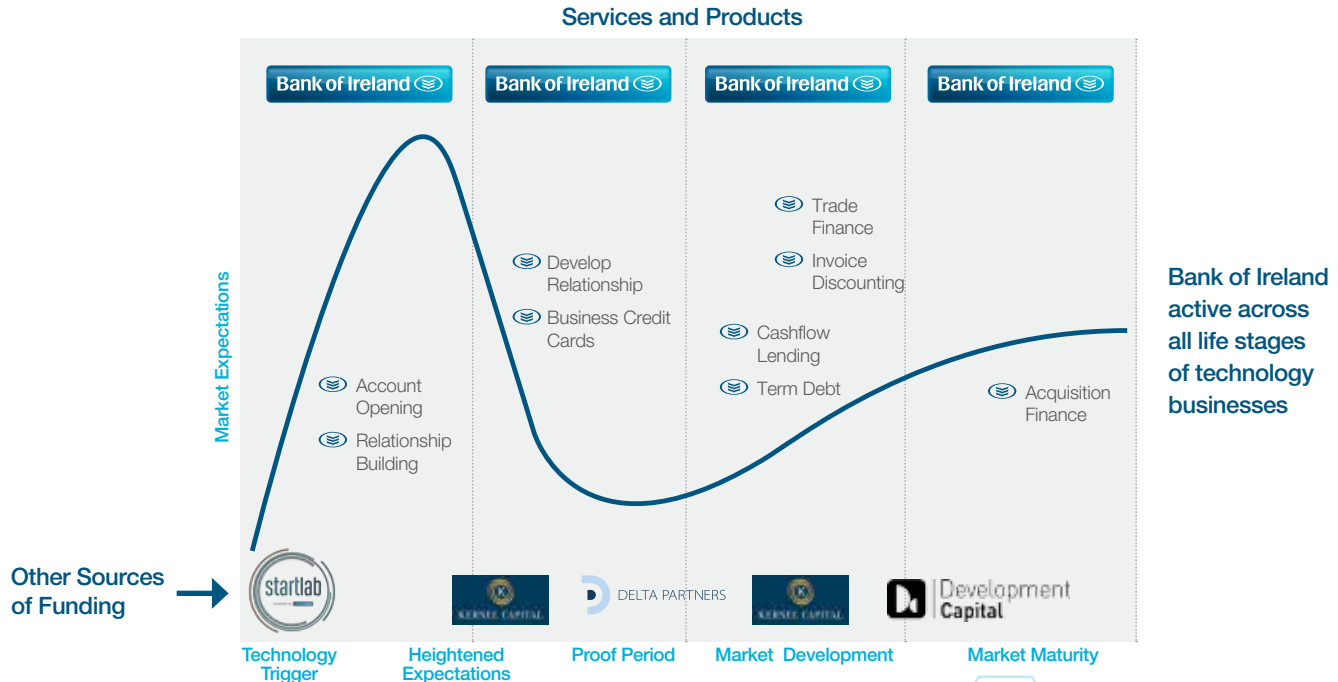 Services and Products
Bank of Ireland
Bank of Ireland
Bank of Ireland
Bank of Ireland
Market Expectations
Account
Opening
Relationship
Building
Develop
Relationship
Business Credit
Cards
Trade
Finance
Invoice
Discounting
Cashflow
Lending
Term Debt
Acquisition
Finance
Bank of Ireland
active across
all life stages
of technology
businesses
Other Sources
of Funding
startlab
K
KERNEL CAPITAL
DELTA PARTNERS
K
KERNEL CAPITAL
Development
Capital
Technology
Trigger
Heightened
Expectations
Proof Period
Market Development
Market Maturity